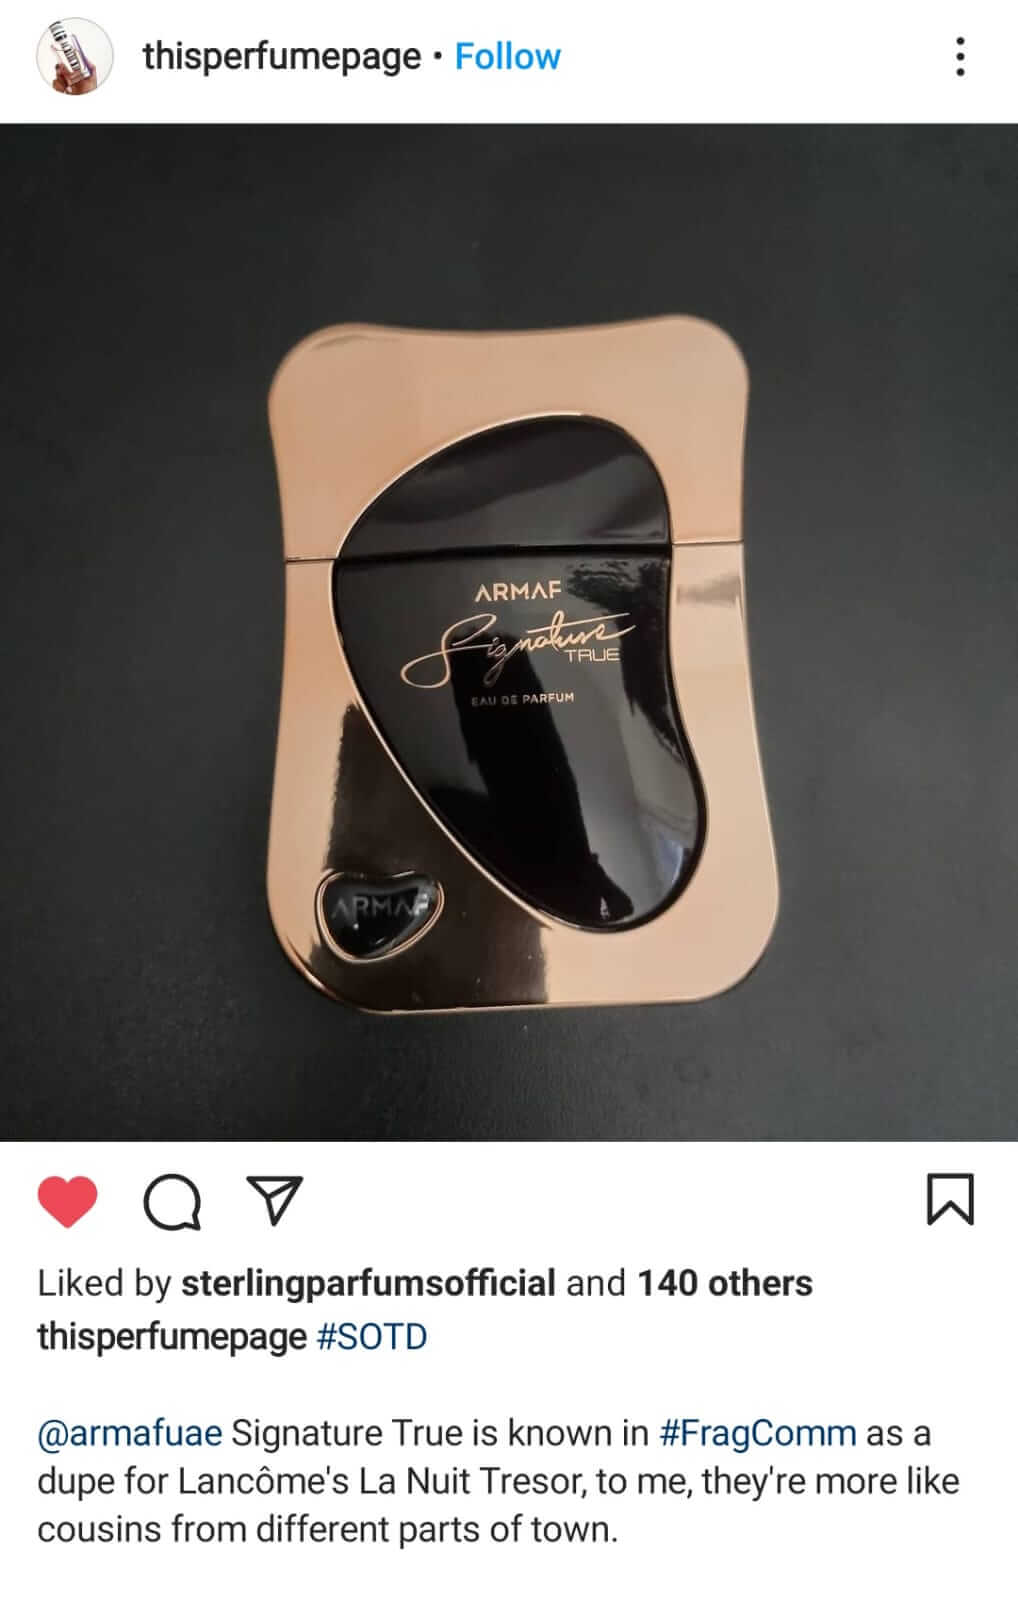 thisperfumepage • Follow
ARMAF
Signature
TRUE
EAU DE PARFUM
ARMAF
Liked by sterlingparfumsofficial and 140 others
thisperfumepage #SOTD
@armafuae Signature True is known in #FragComm as a
dupe for Lancôme's La Nuit Tresor, to me, they're more like
cousins from different parts of town.